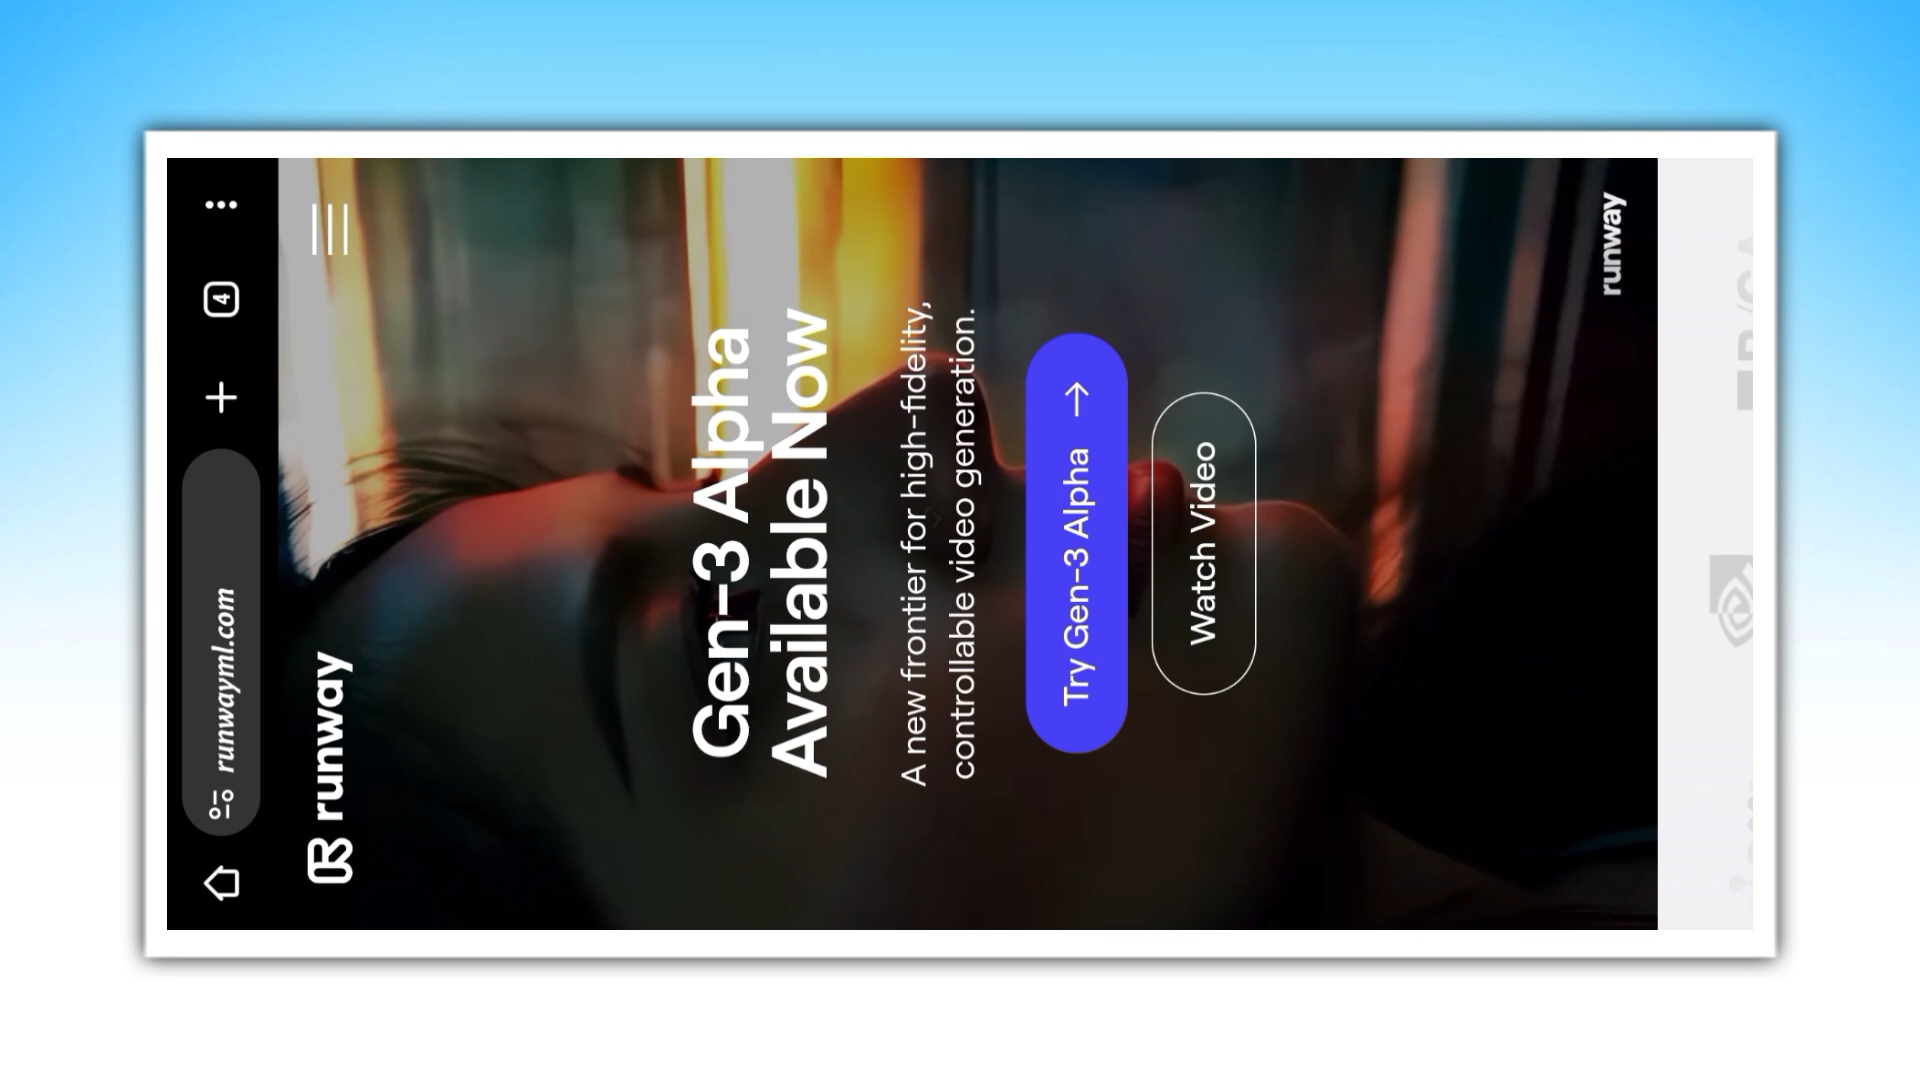 runwayml.com
4
runway
Gen-3 Alpha
Available Now
A new frontier for high-fidelity,
controllable video generation.
Try Gen-3 Alpha →
Watch Video
runway